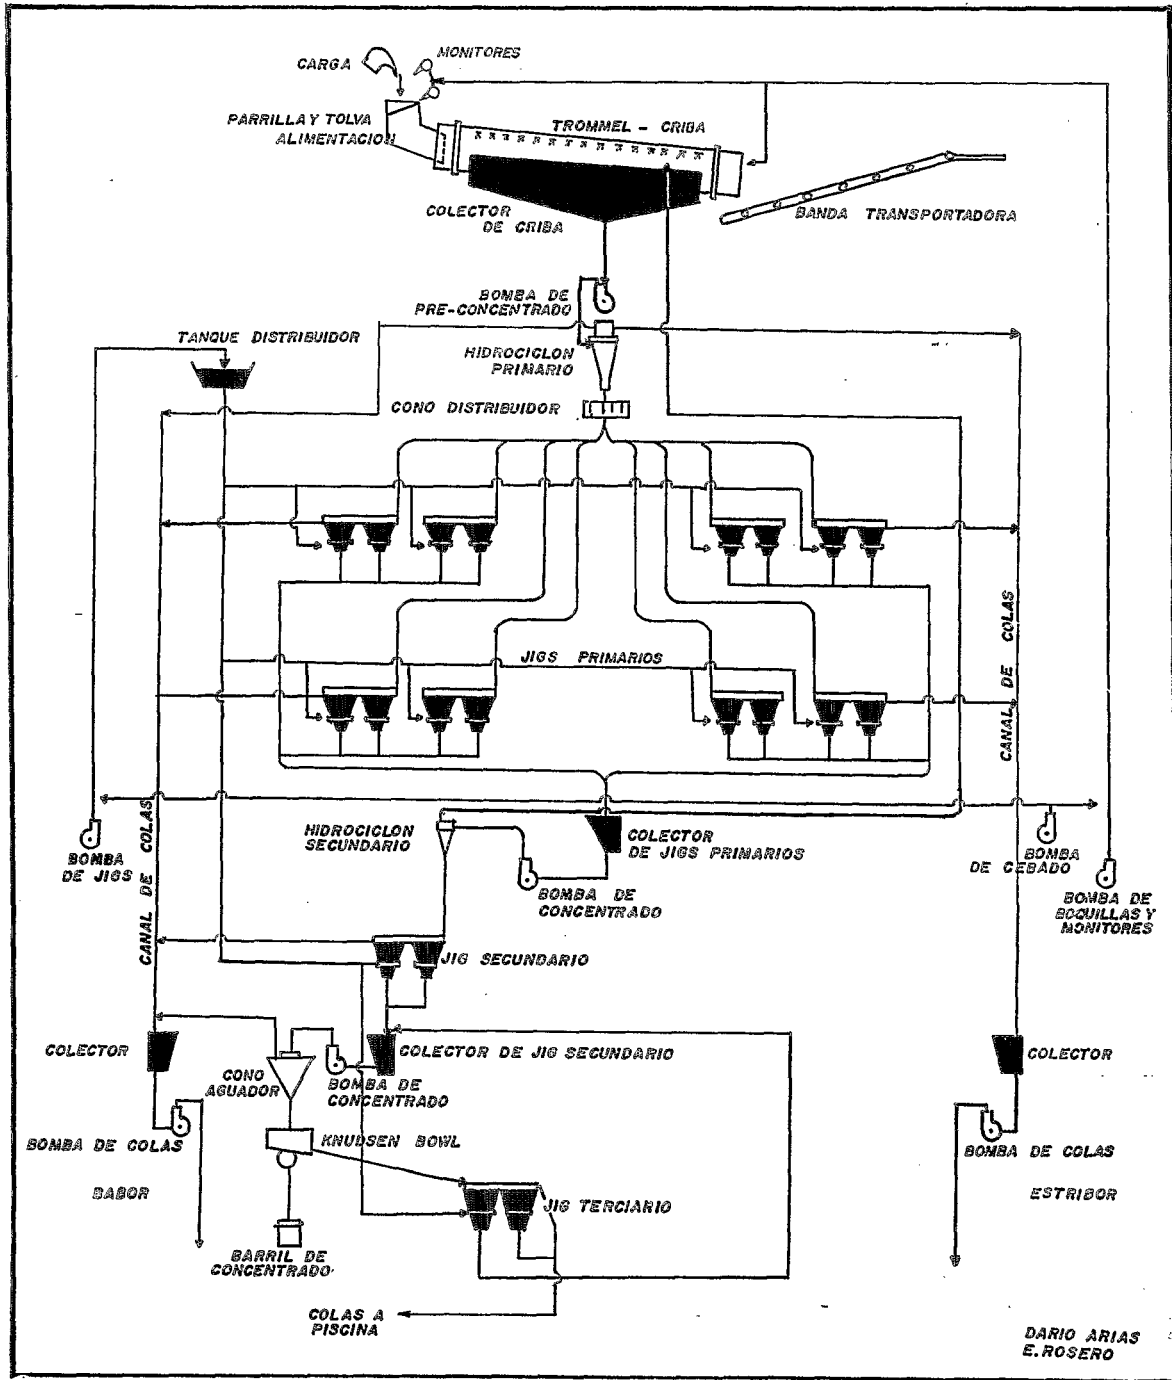 CARGA
MONITORES
PARRILLA Y TOLVA
ALIMENTACION
TROMMEL - CRIBA
COLECTOR
DE CRIBA
BANDA TRANSPORTADORA
BOMBA DE
PRE-CONCENTRADO
TANQUE DISTRIBUIDOR
HIDROCICLON
PRIMARIO
CONO DISTRIBUIDOR
JIGS PRIMARIOS
CANAL DE COLAS
CANAL DE COLAS
HIDROCICLON
SECUNDARIO
COLECTOR
DE JIGS PRIMARIOS
BOMBA
DE JIGS
BOMBA
DE CEBADO
BOMBA DE
CONCENTRADO
BOMBA DE
BOQUILLAS Y
MONITORES
JIG SECUNDARIO
COLECTOR
COLECTOR DE JIG SECUNDARIO
COLECTOR
CONO
AGUADOR
BOMBA DE
CONCENTRADO
BOMBA DE COLAS
KNUDSEN BOWL
BOMBA DE COLAS
BABOR
JIG TERCIARIO
ESTRIBOR
BARRIL DE
CONCENTRADO
COLAS A
PISCINA
DARIO ARIAS
E. ROSERO